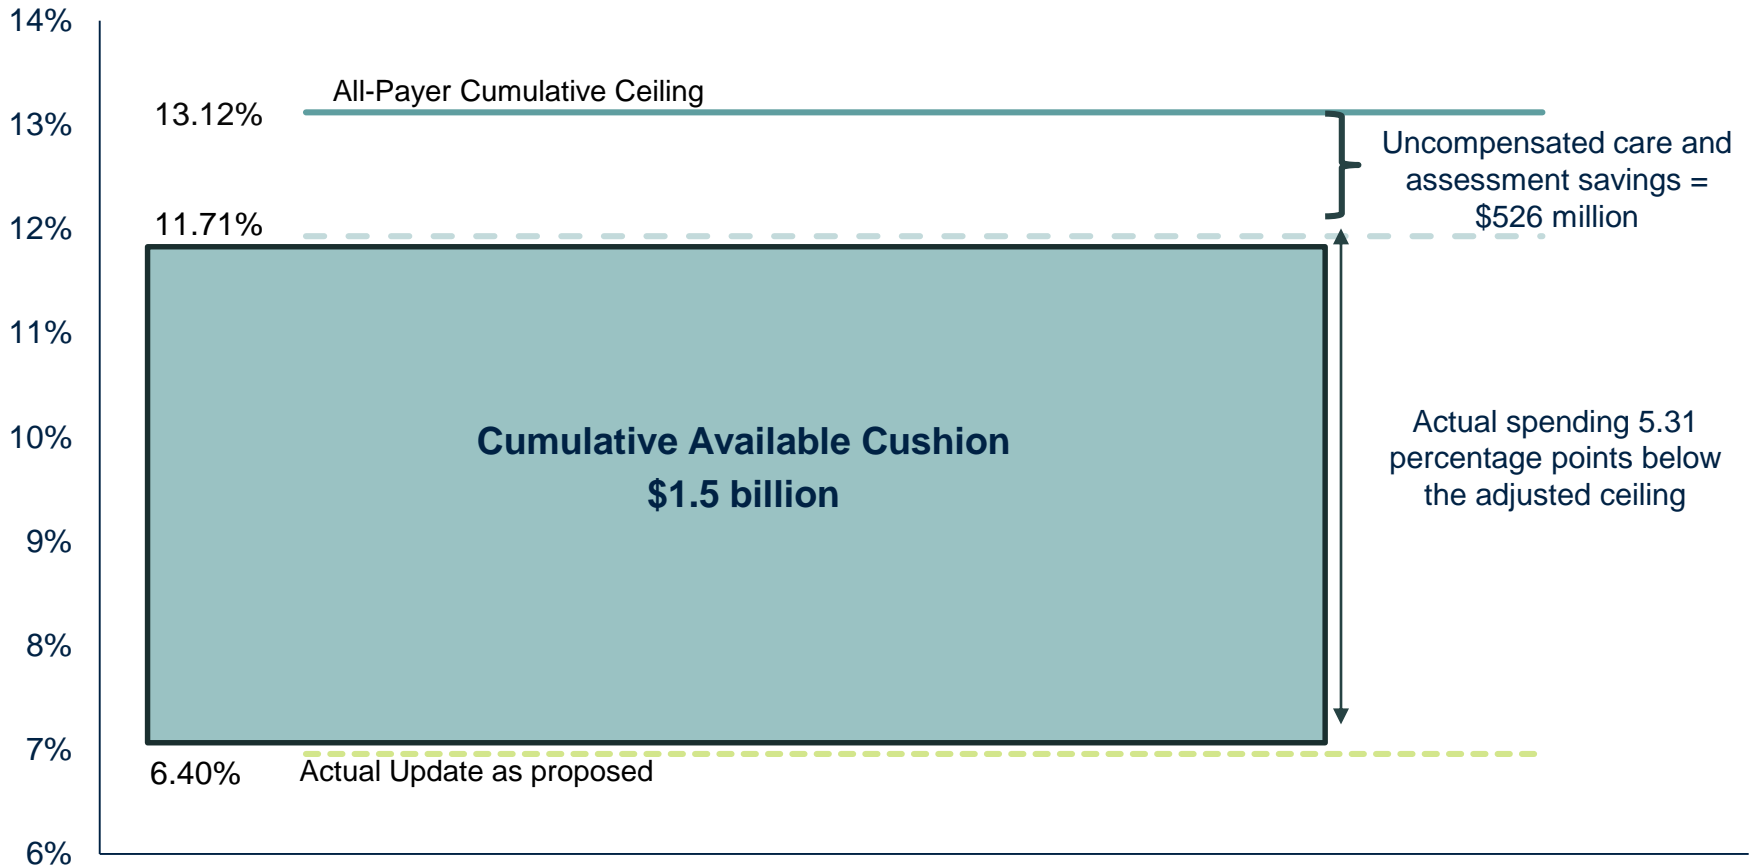 14%
All-Payer Cumulative Ceiling
13.12%
13%
Uncompensated care and
assessment savings =
$526 million
11.71%
12%
11%
Cumulative Available Cushion
$1.5 billion
10%
Actual spending 5.31
percentage points below
the adjusted ceiling
9%
8%
7%
6.40%
Actual Update as proposed
6%